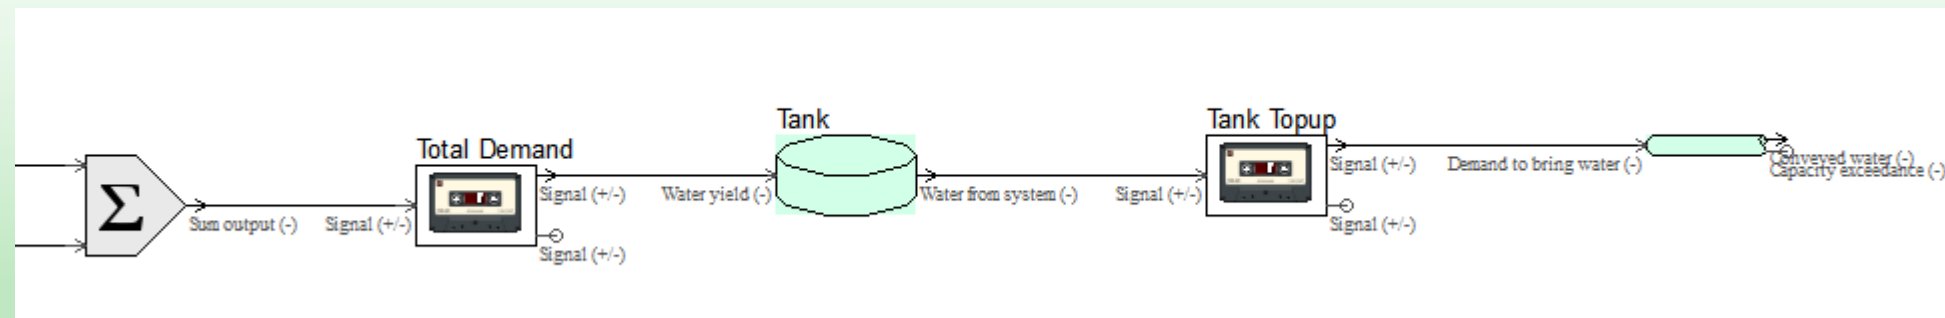 Tank
Tank Topup
Total Demand
Σ
Sum output (-)
Signal (+/-)
Signal (+/-)
Signal (+/-)
Water yield (-)
Water from system (-)
Signal (+/-)
Signal (+/-)
Signal (+/-)
Demand to bring water (-)
Conveyed water (-)
Capacity exceedance (-)